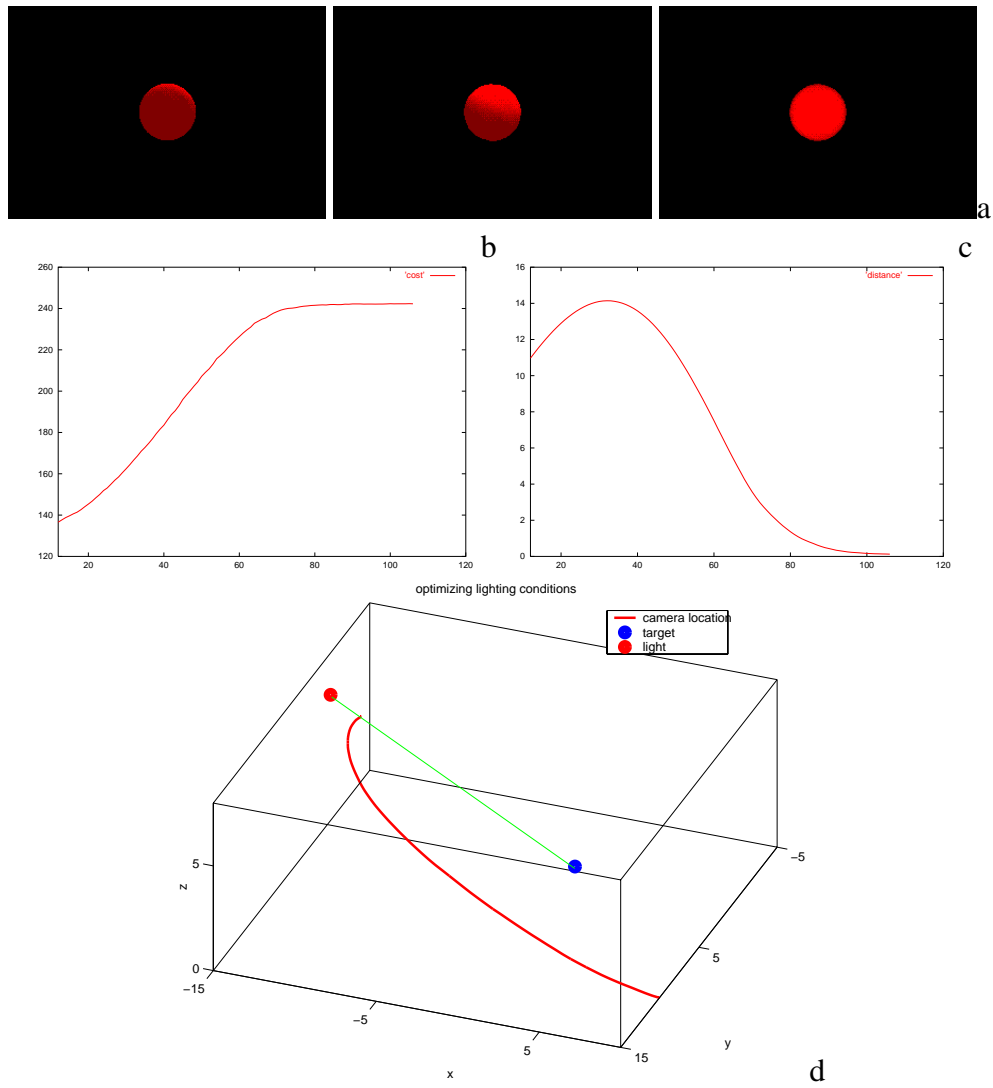 a
b
c
260
240
220
200
180
160
140
120
20
40
60
80
100
120
'cost'
16
14
12
10
8
6
4
2
0
20
40
60
80
100
120
'distance'
optimizing lighting conditions
camera location
target
light
5
0
z
−15
−5
5
x
15
5
−5
y
d